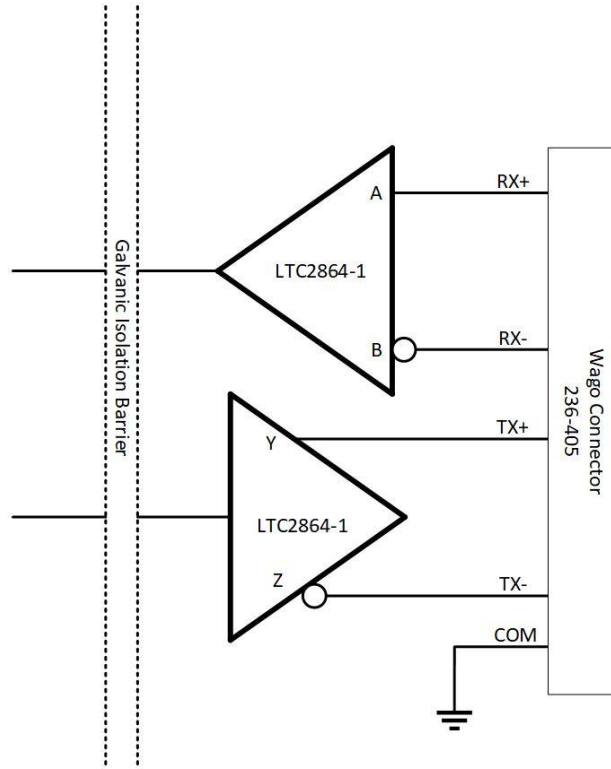 Galvanic Isolation Barrier
A
LTC2864-1
B
RX+
RX-
Y
LTC2864-1
Z
TX+
TX-
COM
Wago Connector
236-405